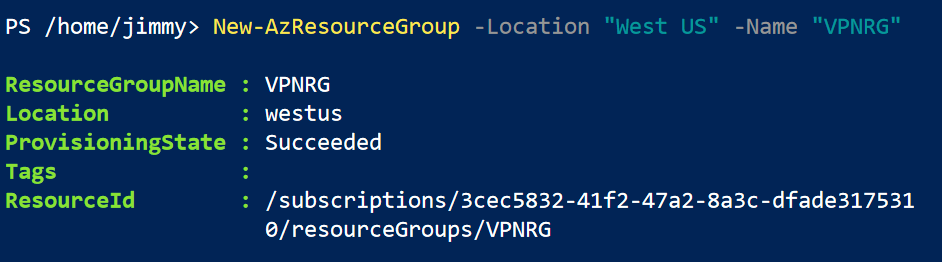 PS /home/jimmy> New-AzResourceGroup -Location "West US" -Name "VPNRG"
ResourceGroupName : VPNRG
Location : westus
ProvisioningState : Succeeded
Tags :
ResourceId : /subscriptions/3cec5832-41f2-47a2-8a3c-dfade317531
0/resourceGroups/VPNRG